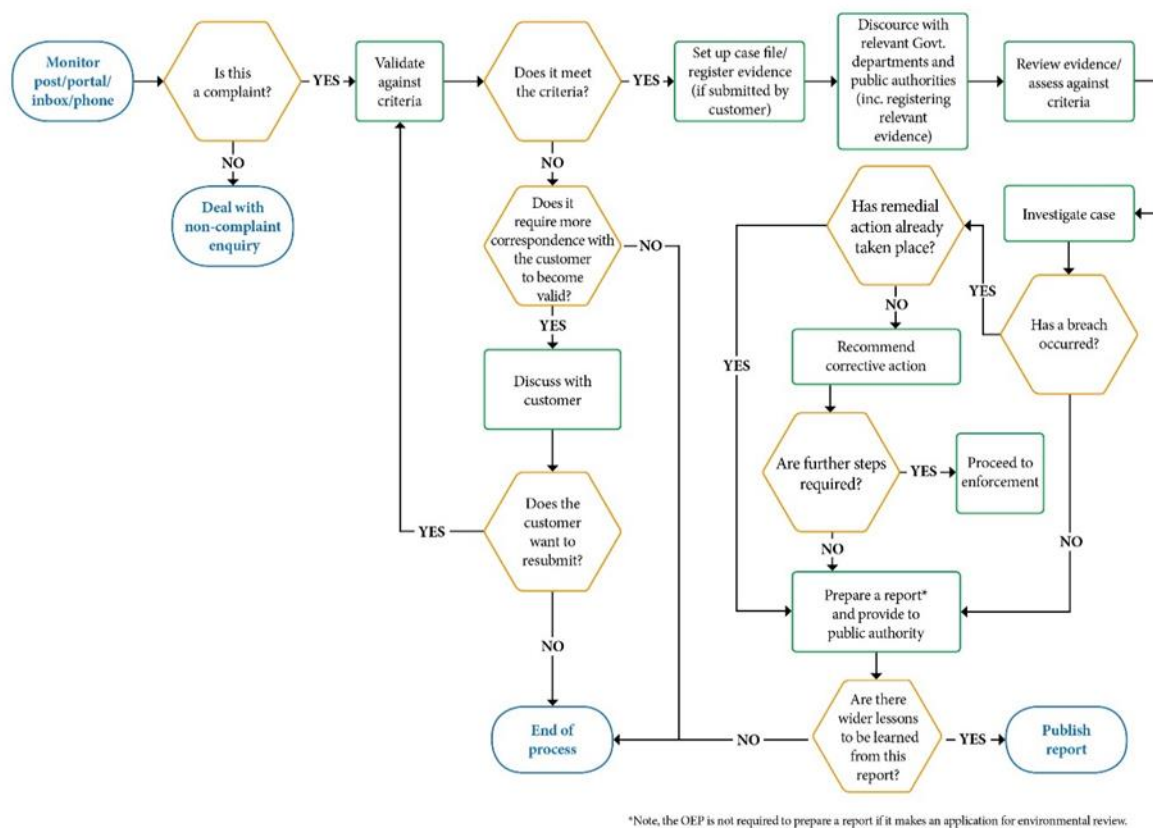 Monitor
post/portal/
inbox/phone
Is this
a complaint?
YES
Validate
against
criteria
Does it meet
the criteria?
YES
Set up case file/
register evidence
(if submitted by
customer)
Discource with
relevant Govt.
departments and
public authorities
(inc. registering
relevant
evidence)
Review evidence/
assess against
criteria
NO
Deal with
non-complaint
enquiry
NO
Does it
require more
correspondence with
the customer
to become
valid?
NO
YES
Discuss with
customer
Does the
customer
want to
resubmit?
YES
NO
End of
process
Investigate case
Has a breach
occurred?
YES
NO
Has remedial
action already
taken place?
YES
NO
Recommend
corrective action
Are further steps
required?
YES
Proceed to
enforcement
NO
Prepare a report*
and provide to
public authority
Are there
wider lessons
to be learned
from this
report?
NO
YES
Publish
report
*Note, the OEP is not required to prepare a report if it makes an application for environmental review.